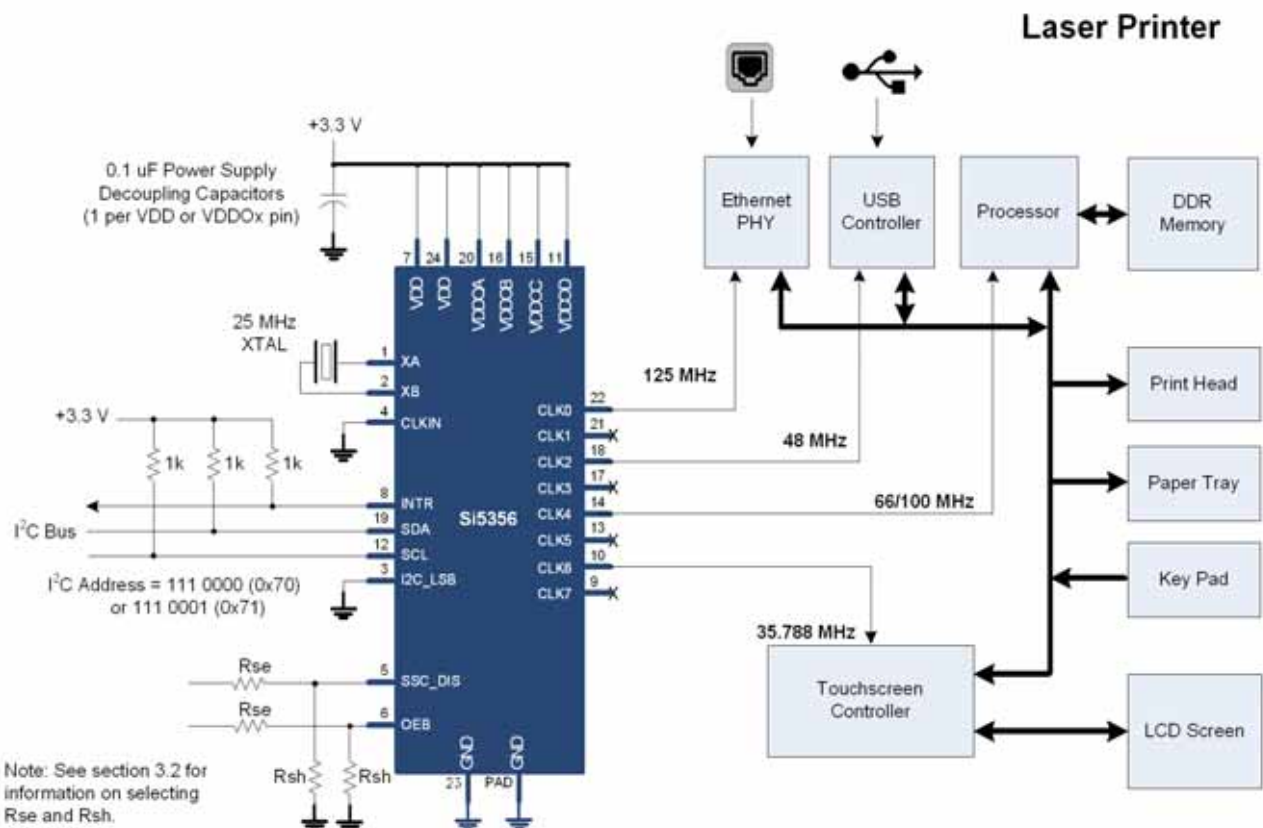 Laser Printer
+3.3 V
0.1 uF Power Supply
Decoupling Capacitors
(1 per VDD or VDDOx pin)
7
24
20
16
15
11
VDD
VDD
VDDOA
VDDOB
VDDOC
VDDOD
25 MHz
XTAL
1
XA
2
XB
4
CLKIN
+3.3 V
1k
1k
1k
8
INTR
I²C Bus
19
SDA
12
SCL
3
I2C_LSB
I²C Address = 111 0000 (0x70)
or 111 0001 (0x71)
Rse
5
SSC_DIS
Rse
6
OEB
Rsh
Rsh
Note: See section 3.2 for
information on selecting
Rse and Rsh.
GND
GND
23
PAD
Si5356
CLK0
22
CLK1
21
CLK2
18
CLK3
17
CLK4
14
CLK5
13
CLK6
10
CLK7
9
125 MHz
48 MHz
66/100 MHz
35.788 MHz
Ethernet
PHY
USB
Controller
Processor
DDR
Memory
Print Head
Paper Tray
Key Pad
Touchscreen
Controller
LCD Screen